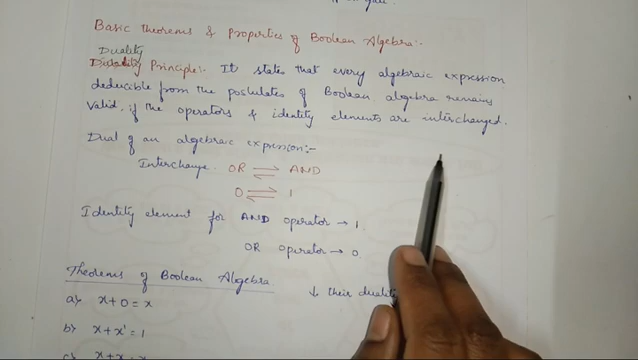 Basic Theorems & Properties of Boolean Algebra:-
Duality
Principle:- It states that every algebraic expression
deducible from the postulates of Boolean algebra remains
valid, if the operators & identity elements are interchanged.
Dual of an algebraic expression:-
Interchange OR ⇌ AND
0 ⇌ 1
Identity element for AND operator → 1.
OR operator → 0.
Theorems of Boolean Algebra ↓ their duality
a) x+0=x
b) x+x'=1
c) x+x=x